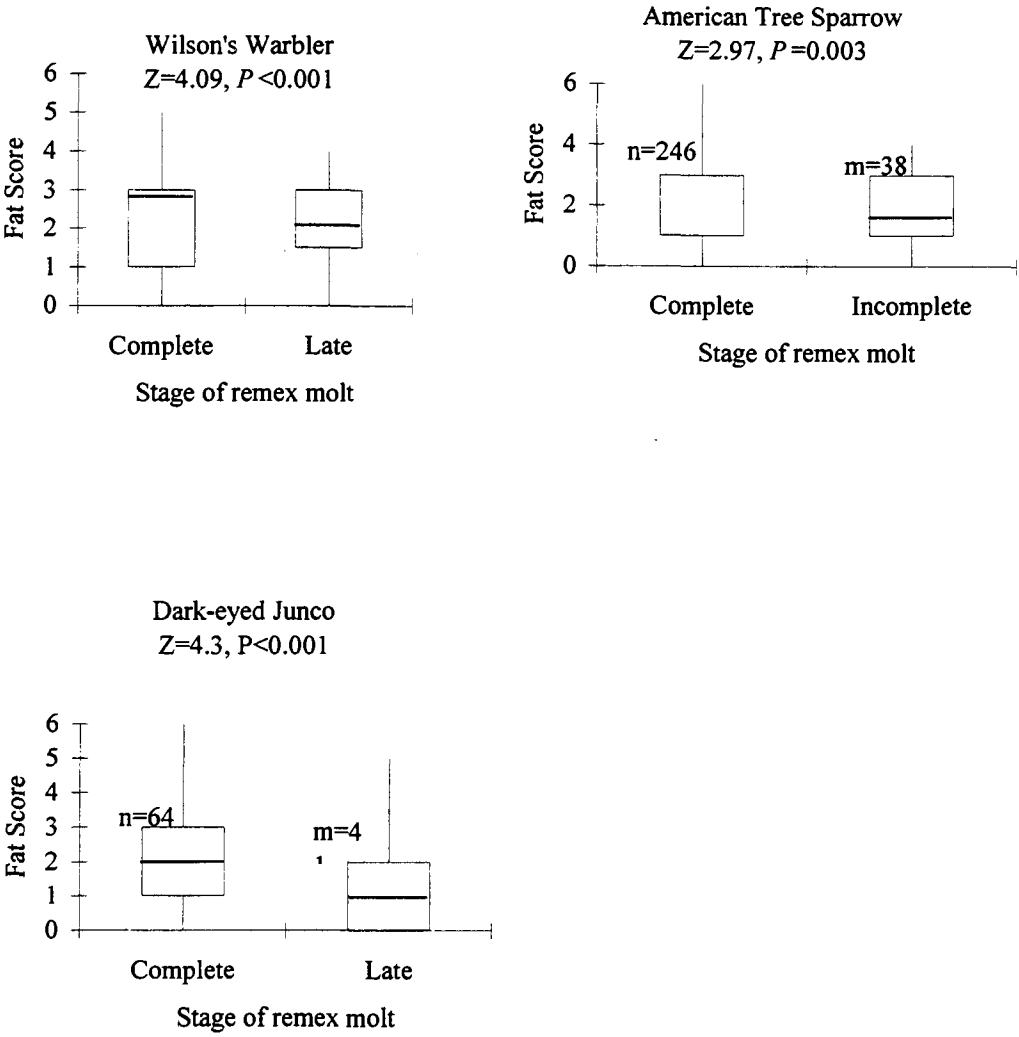 Wilson's Warbler
Z=4.09, P <0.001
6
5
4
3
2
1
0
Fat Score
Complete Late
Stage of remex molt
American Tree Sparrow
Z=2.97, P =0.003
6
4
2
0
Fat Score
n=246
m=38
Complete Incomplete
Stage of remex molt
Dark-eyed Junco
Z=4.3, P<0.001
6
5
4
3
2
1
0
Fat Score
n=64
m=4
Complete Late
Stage of remex molt